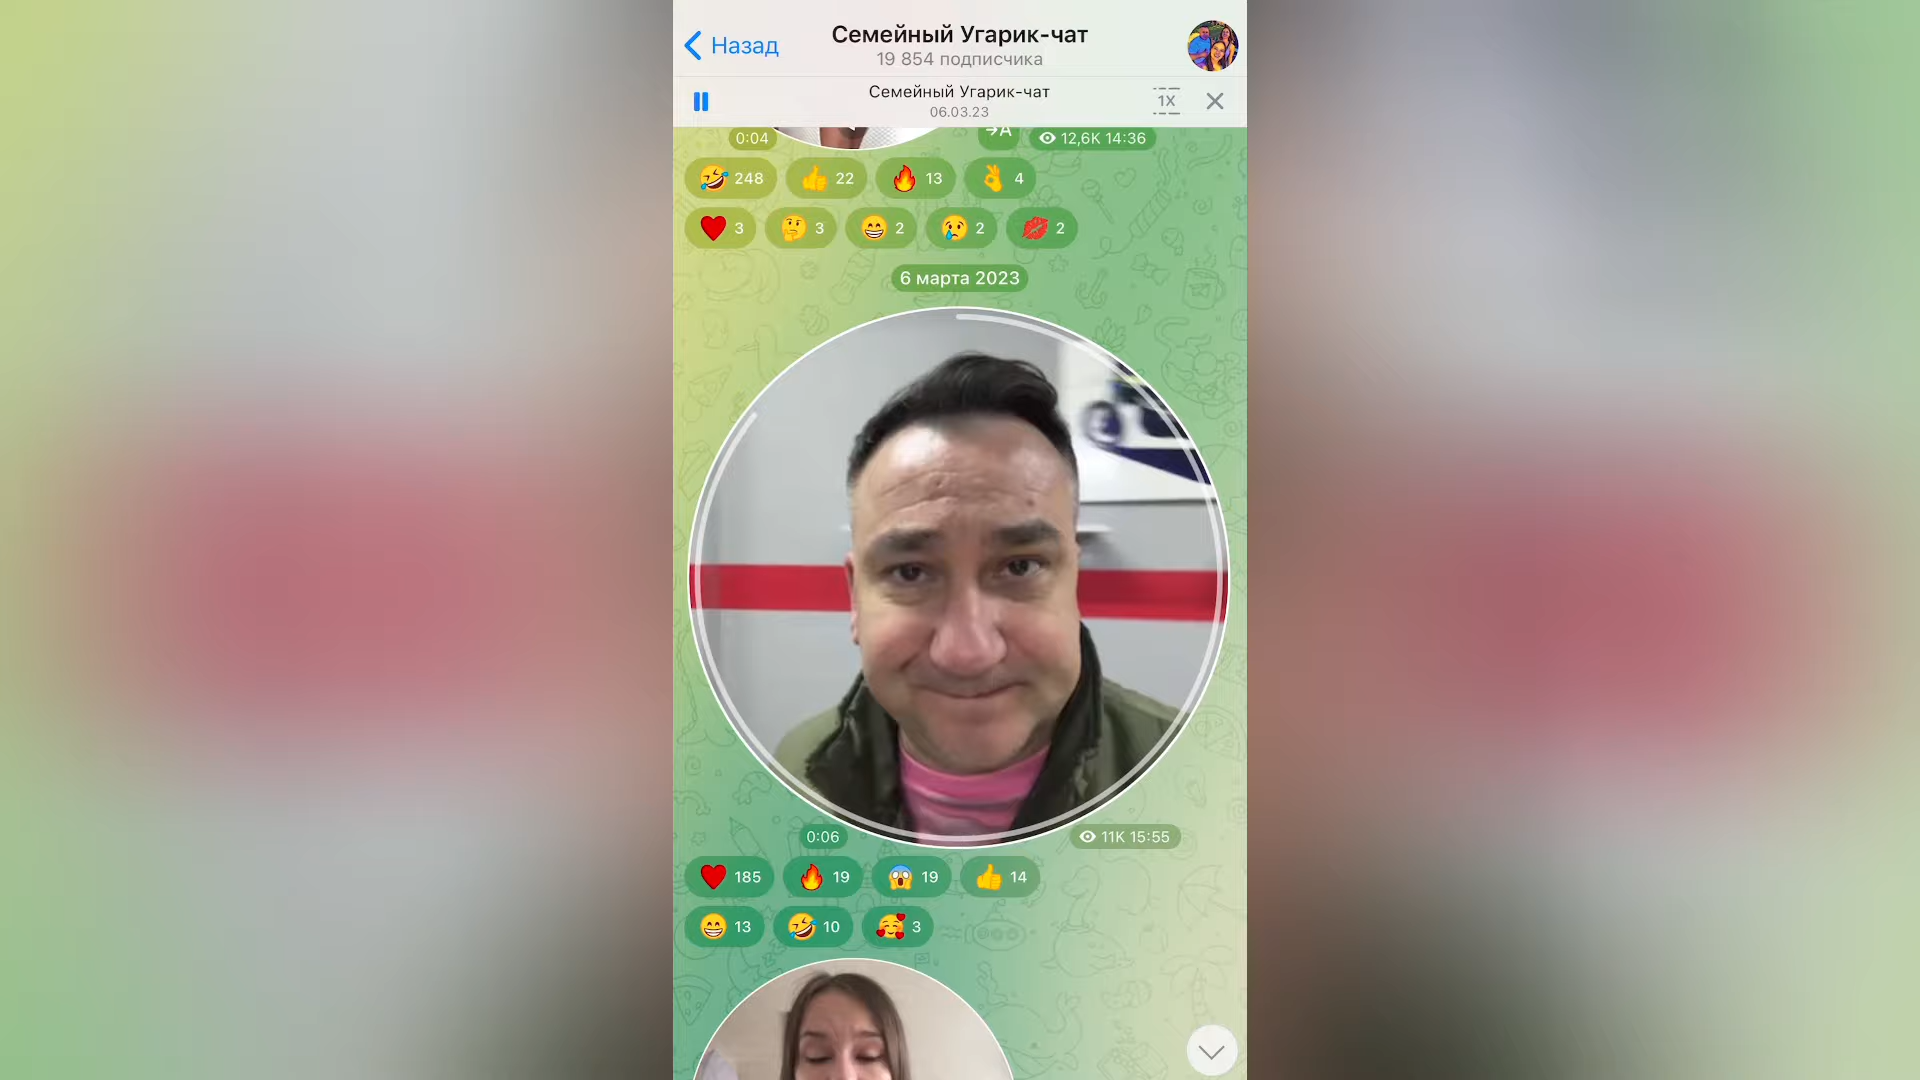 Назад
Семейный Угарик-чат
19 854 подписчика
Семейный Угарик-чат
06.03.23
1X
0:04
→A
12,6K 14:36
248 22 13 4
3 3 2 2 2
6 марта 2023
0:06
11K 15:55
185 19 19 14
13 10 3